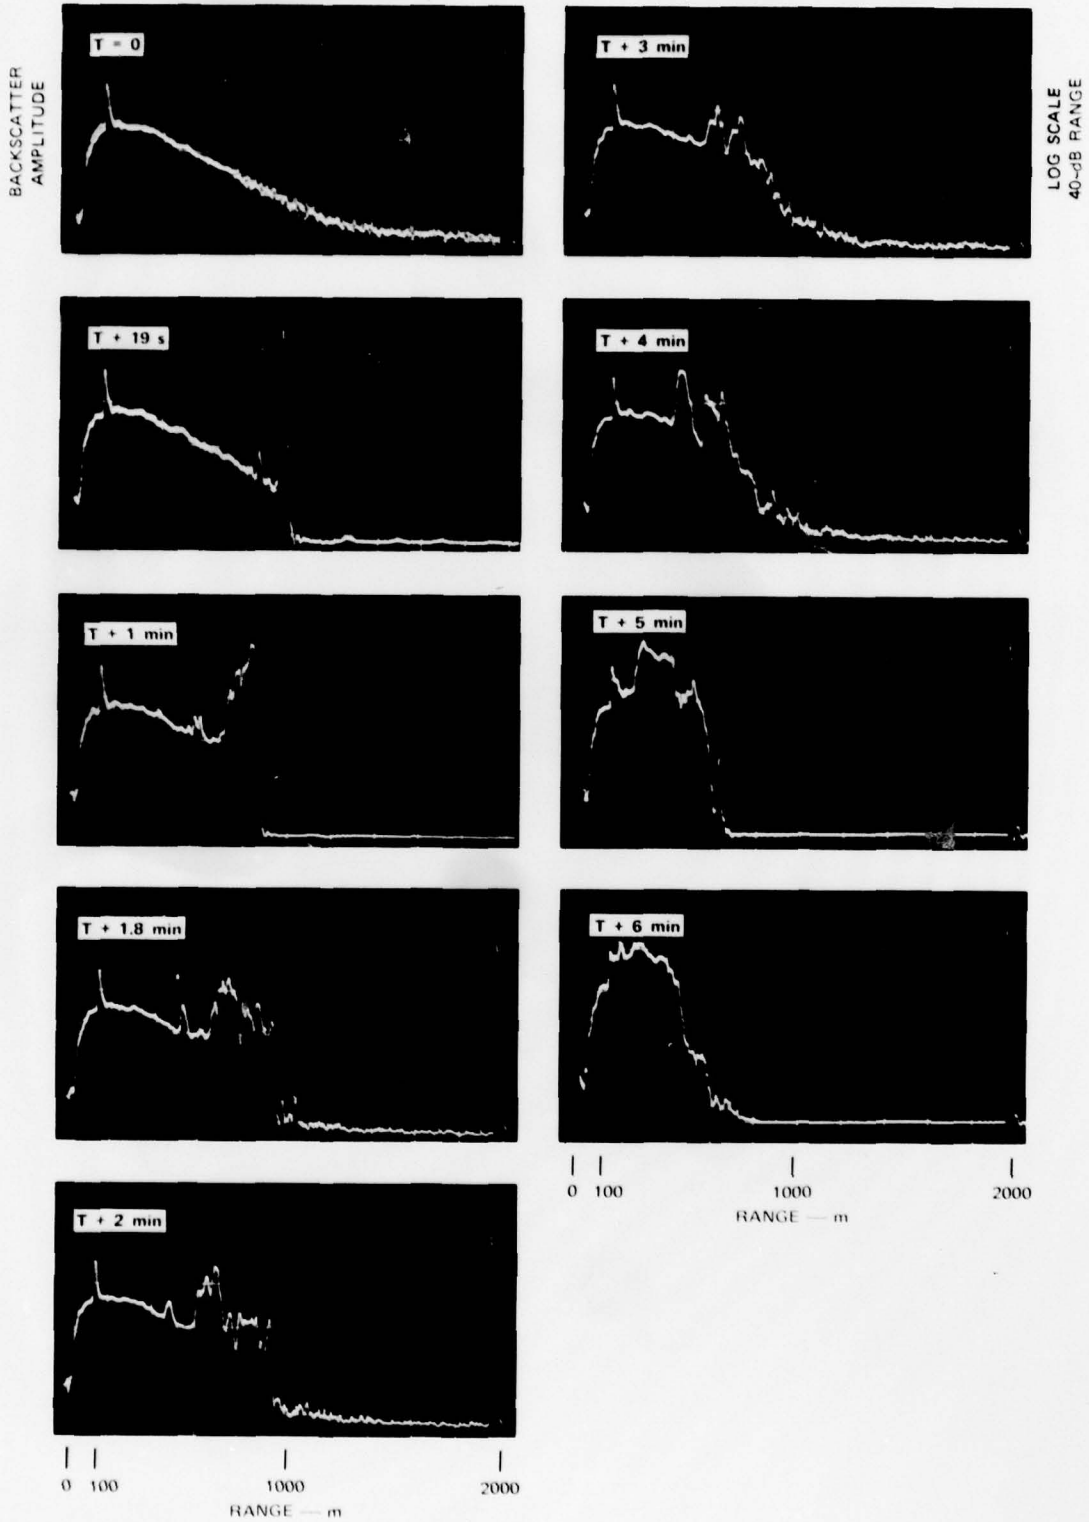 BACKSCATTER
AMPLITUDE
T = 0
T + 19 s
T + 1 min
T + 1.8 min
T + 2 min
0 100 1000 2000
RANGE — m
T + 3 min
T + 4 min
T + 5 min
T + 6 min
0 100 1000 2000
RANGE — m
LOG SCALE
40-dB RANGE